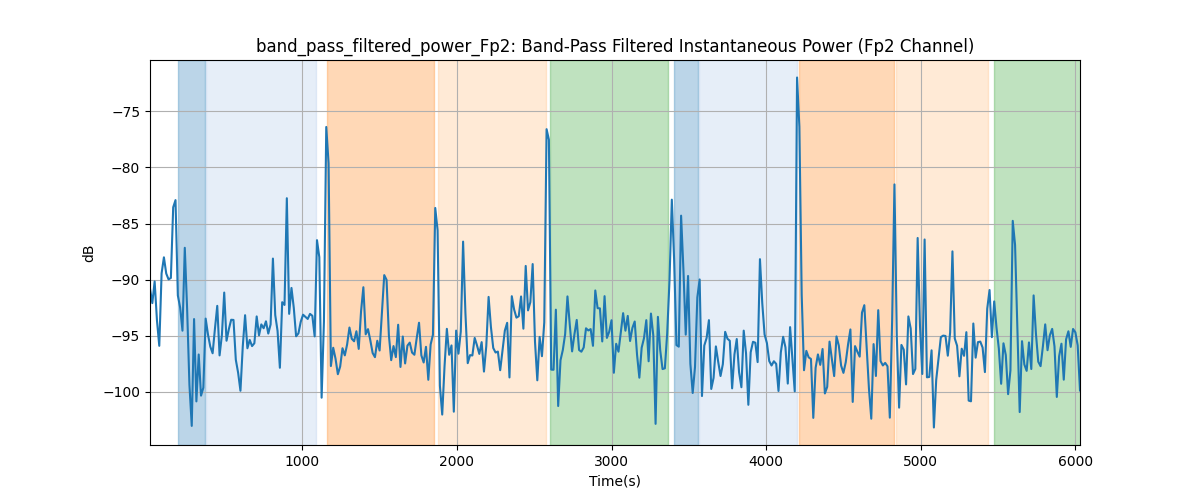 band_pass_filtered_power_Fp2: Band-Pass Filtered Instantaneous Power (Fp2 Channel)
−75
−80
−85
−90
−95
−100
dB
1000 2000 3000 4000 5000 6000
Time(s)